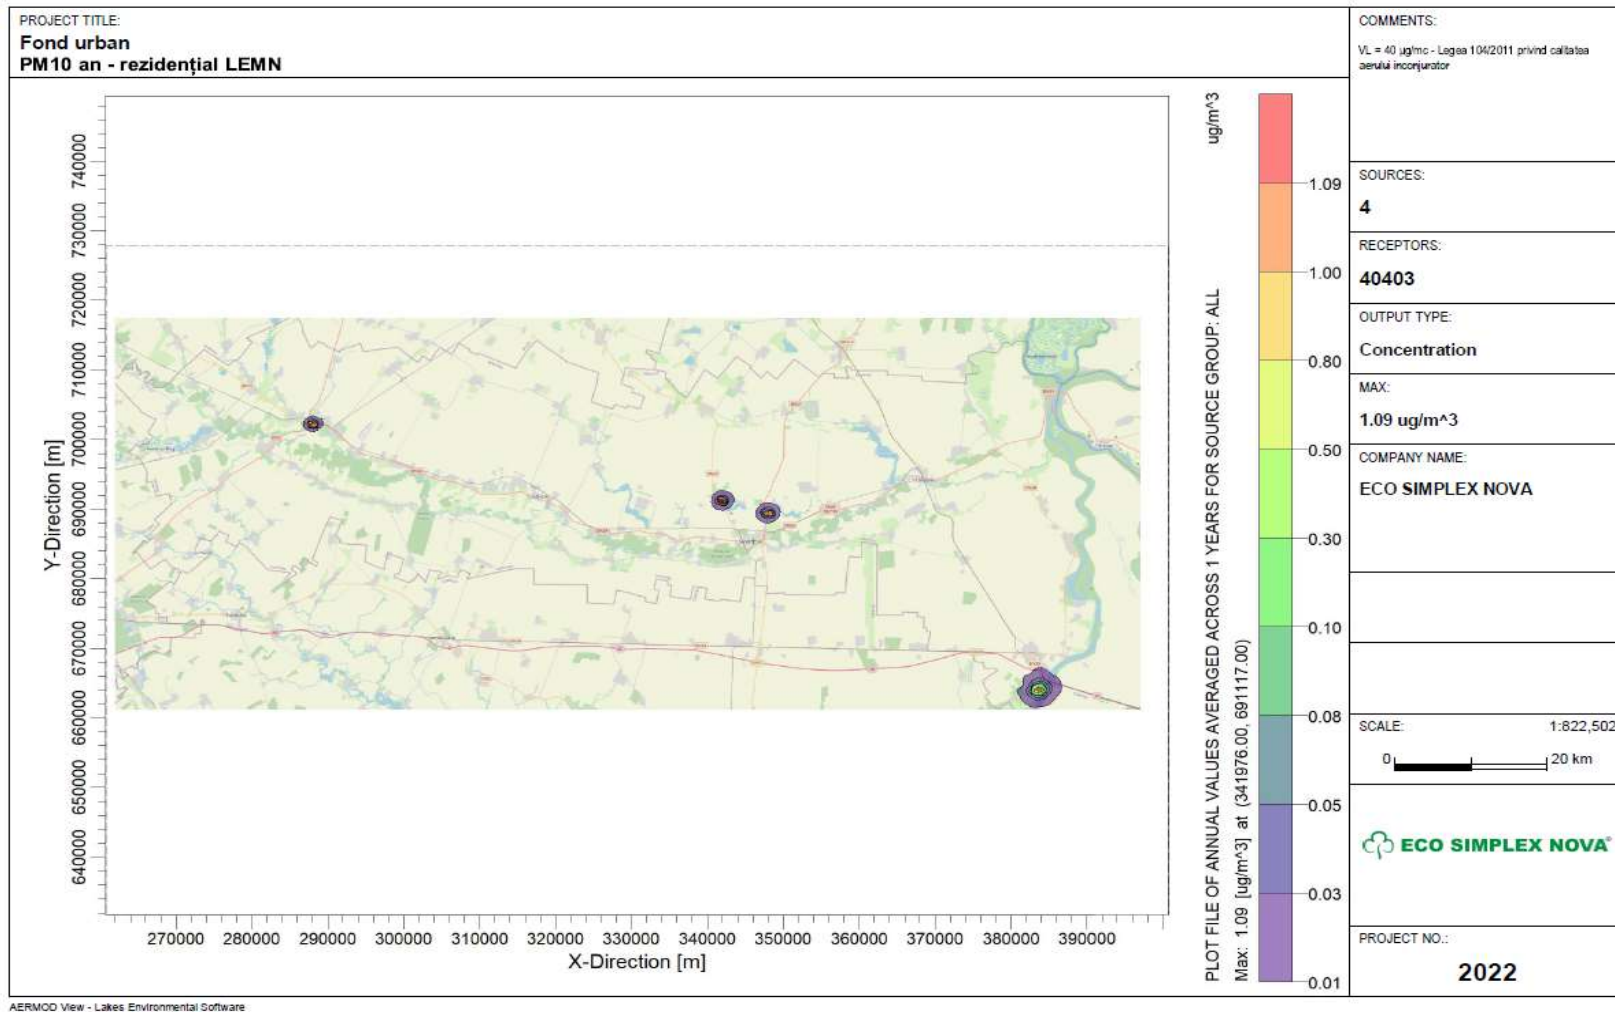 PROJECT TITLE:
Fond urban
PM10 an - rezidențial LEMN
COMMENTS:
VL = 40 µg/mc - Legea 104/2011 privind calitatea
aerului inconjurator
SOURCES:
4
RECEPTORS:
40403
OUTPUT TYPE:
Concentration
MAX:
1.09 ug/m^3
COMPANY NAME:
ECO SIMPLEX NOVA
SCALE:
1:822,502
0
20 km
ECO SIMPLEX NOVA
PROJECT NO.:
2022
Y-Direction [m]
740000
730000
720000
710000
700000
690000
680000
670000
660000
650000
640000
270000 280000 290000 300000 310000 320000 330000 340000 350000 360000 370000 380000 390000
X-Direction [m]
PLOT FILE OF ANNUAL VALUES AVERAGED ACROSS 1 YEARS FOR SOURCE GROUP: ALL
ug/m^3
Max: 1.09 [ug/m^3] at (341976.00, 691117.00)
1.09
1.00
0.80
0.50
0.30
0.10
0.08
0.05
0.03
0.01
AERMOD View - Lakes Environmental Software